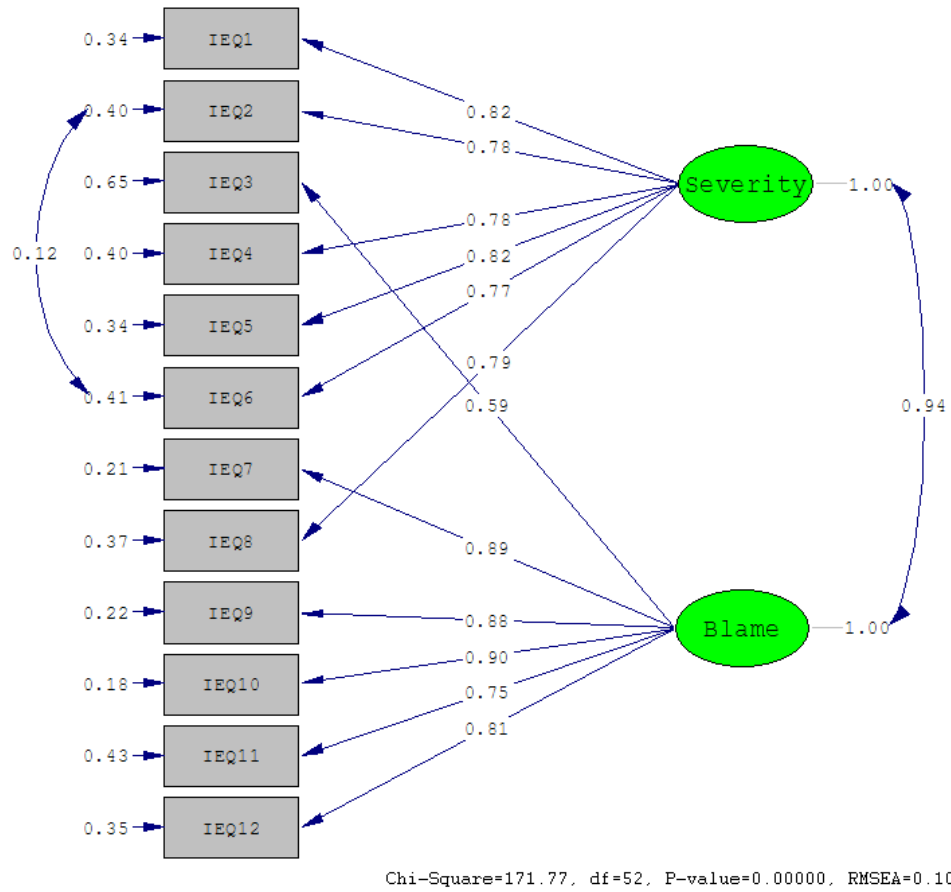 0.34 IEQ1
0.82
0.40 IEQ2
0.78
0.65 IEQ3
Severity 1.00
0.78
0.12
0.40 IEQ4
0.82
0.77
0.34 IEQ5
0.79
0.41 IEQ6
0.59
0.94
0.21 IEQ7
0.37 IEQ8
0.89
0.22 IEQ9
0.88
Blame 1.00
0.90
0.18 IEQ10
0.75
0.81
0.43 IEQ11
0.35 IEQ12
Chi-Square=171.77, df=52, P-value=0.00000, RMSEA=0.10